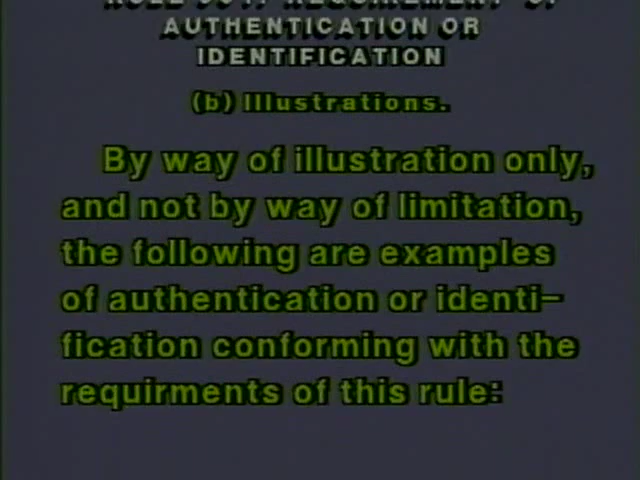 AUTHENTICATION OR
IDENTIFICATION
(b) Illustrations.
By way of illustration only,
and not by way of limitation,
the following are examples
of authentication or identi-
fication conforming with the
requirments of this rule: